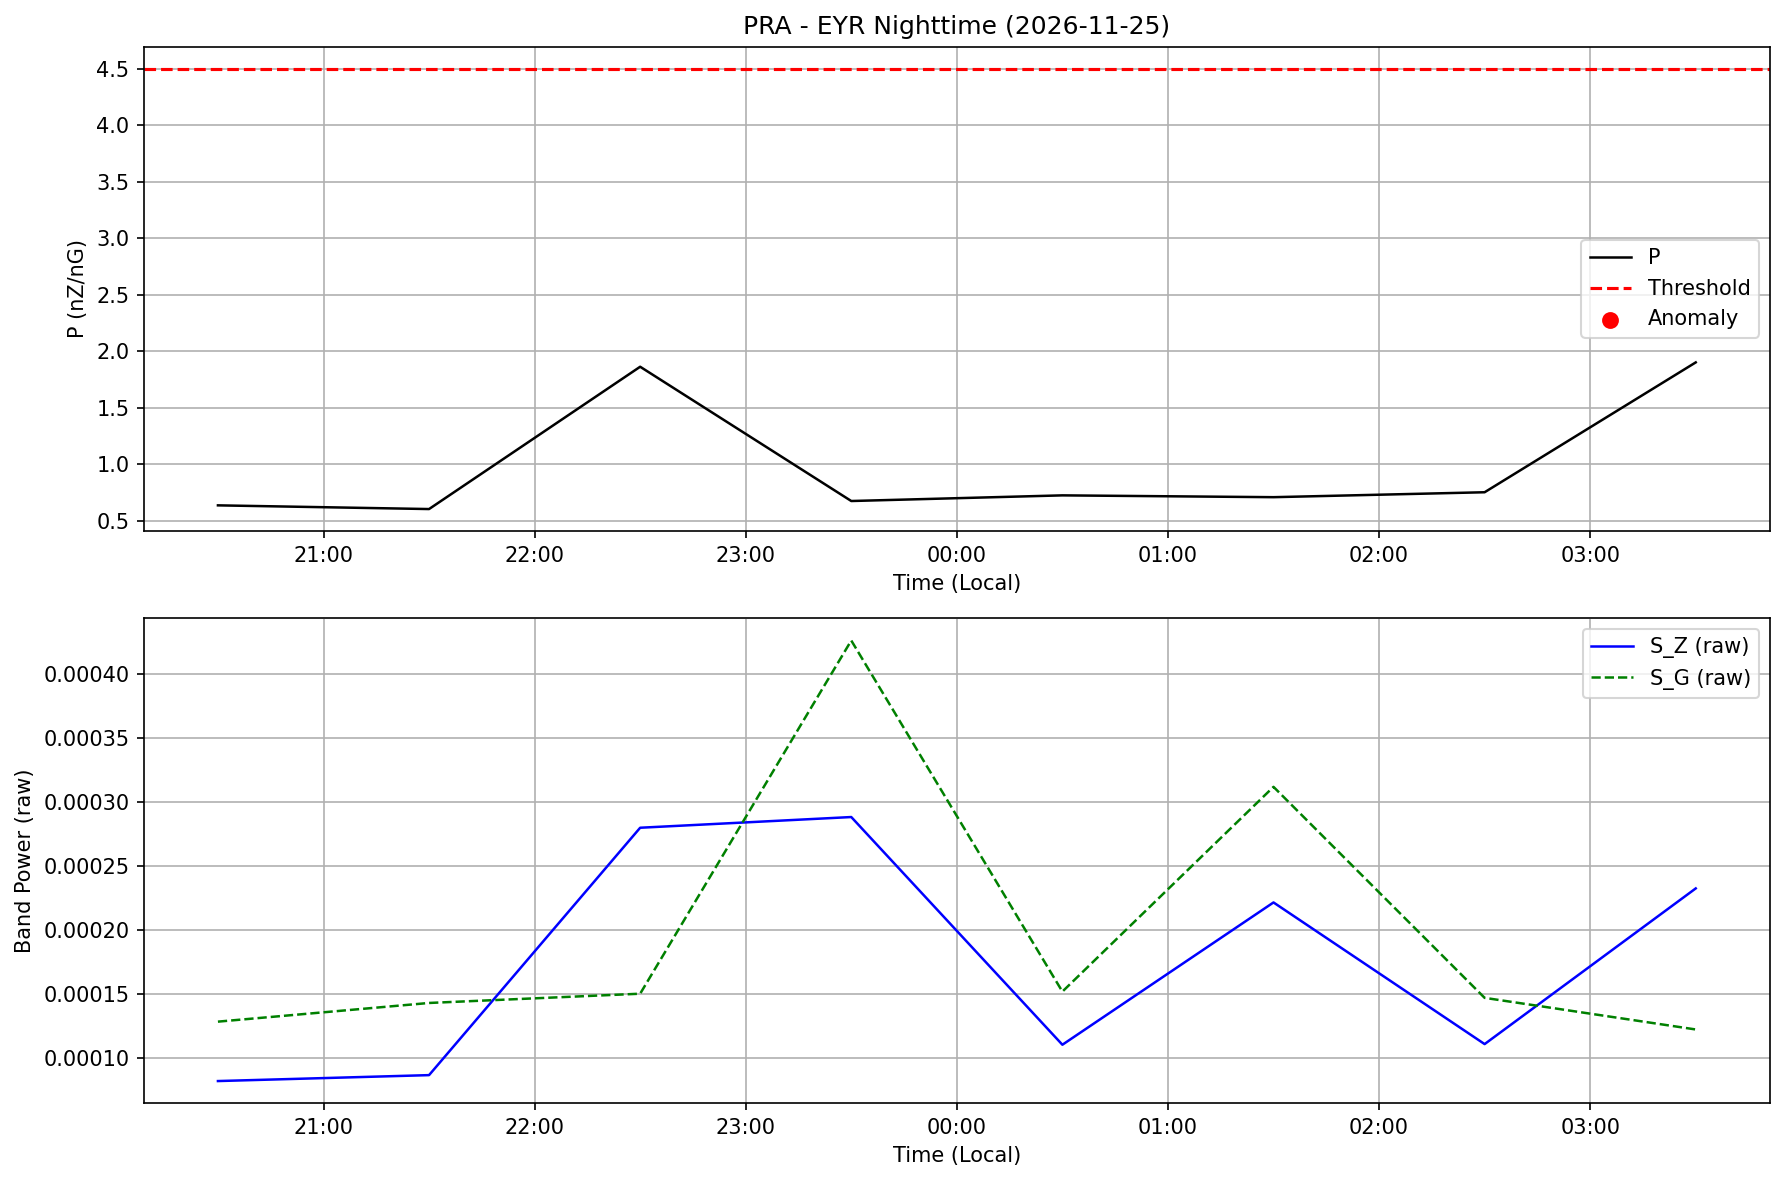 PRA - EYR Nighttime (2026-11-25)
P (nZ/nG)
4.5
4.0
3.5
3.0
2.5
2.0
1.5
1.0
0.5
P
Threshold
Anomaly
21:00 22:00 23:00 00:00 01:00 02:00 03:00
Time (Local)
Band Power (raw)
0.00040
0.00035
0.00030
0.00025
0.00020
0.00015
0.00010
S_Z (raw)
S_G (raw)
21:00 22:00 23:00 00:00 01:00 02:00 03:00
Time (Local)